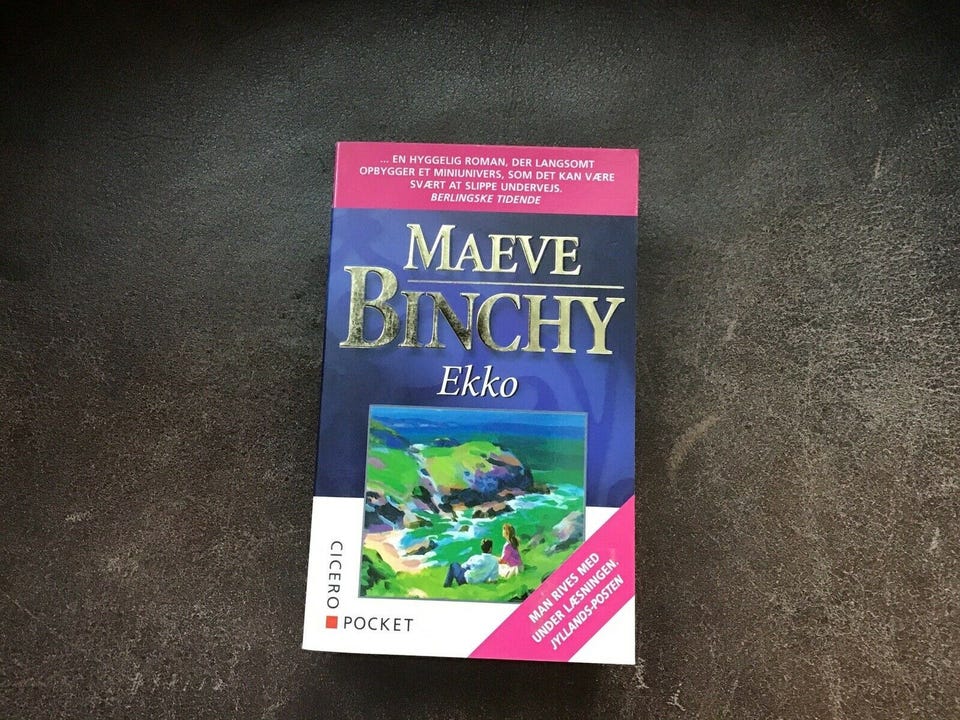 ... EN HYGGELIG ROMAN, DER LANGSOMT
OPBYGGER ET MINIUNIVERS, SOM DET KAN VÆRE
SVÆRT AT SLIPPE UNDERVEJS.
BERLINGSKE TIDENDE
MAEVE
BINCHY
Ekko
MAN RIVES MED
UNDER LÆSNINGEN.
JYLLANDS-POSTEN
CICERO
POCKET